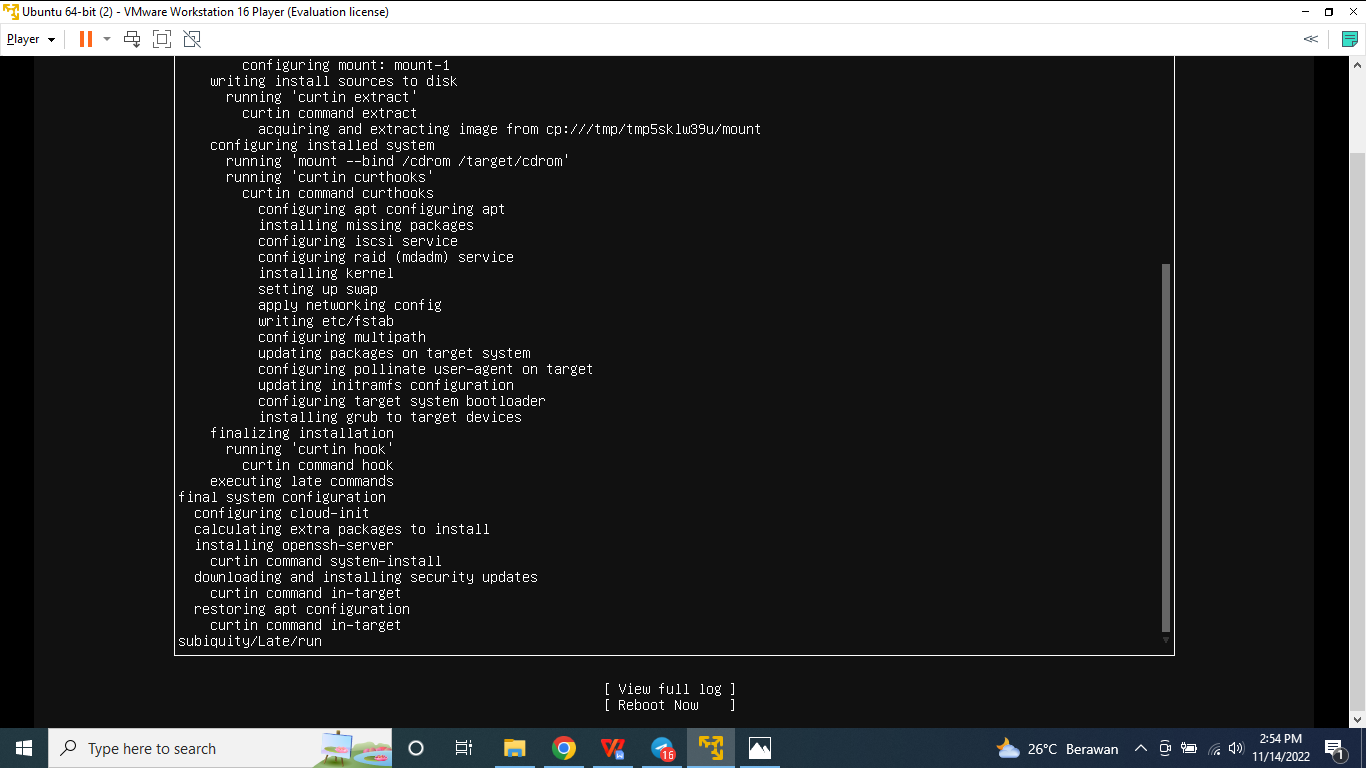 Ubuntu 64-bit (2) - VMware Workstation 16 Player (Evaluation license)
Player
configuring mount: mount-1
writing install sources to disk
running 'curtin extract'
curtin command extract
acquiring and extracting image from cp:///tmp/tmp5sklw39u/mount
configuring installed system
running 'mount --bind /cdrom /target/cdrom'
running 'curtin curthooks'
curtin command curthooks
configuring apt configuring apt
installing missing packages
configuring iscsi service
configuring raid (mdadm) service
installing kernel
setting up swap
apply networking config
writing etc/fstab
configuring multipath
updating packages on target system
configuring pollinate user-agent on target
updating initramfs configuration
configuring target system bootloader
installing grub to target devices
finalizing installation
running 'curtin hook'
curtin command hook
executing late commands
final system configuration
configuring cloud-init
calculating extra packages to install
installing openssh-server
curtin command system-install
downloading and installing security updates
curtin command in-target
restoring apt configuration
curtin command in-target
subiquity/Late/run
[ View full log ]
[ Reboot Now ]
Type here to search
16
26°C Berawan
2:54 PM
11/14/2022
1